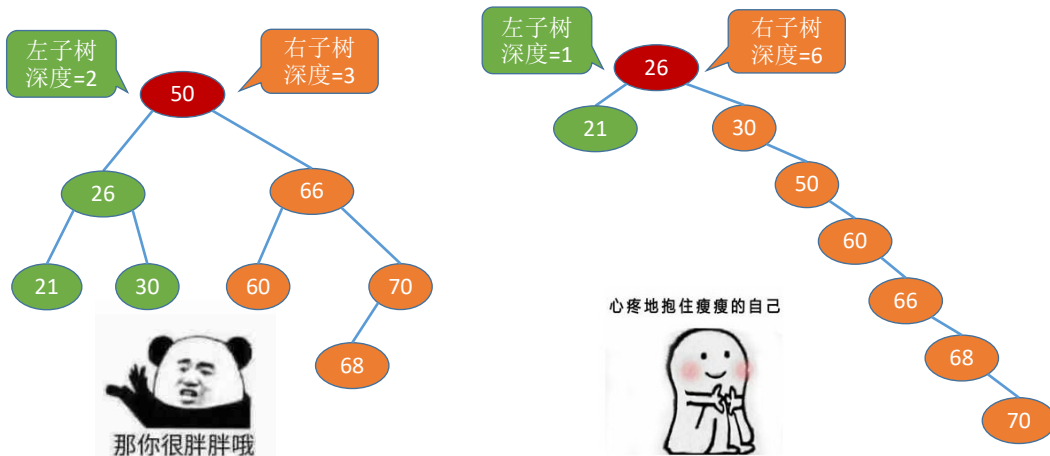 左子树
深度=2
右子树
深度=3
50
26
66
21
30
60
70
68
那你很胖胖哦
左子树
深度=1
右子树
深度=6
26
21
30
50
60
66
68
70
心疼地抱住瘦瘦的自己